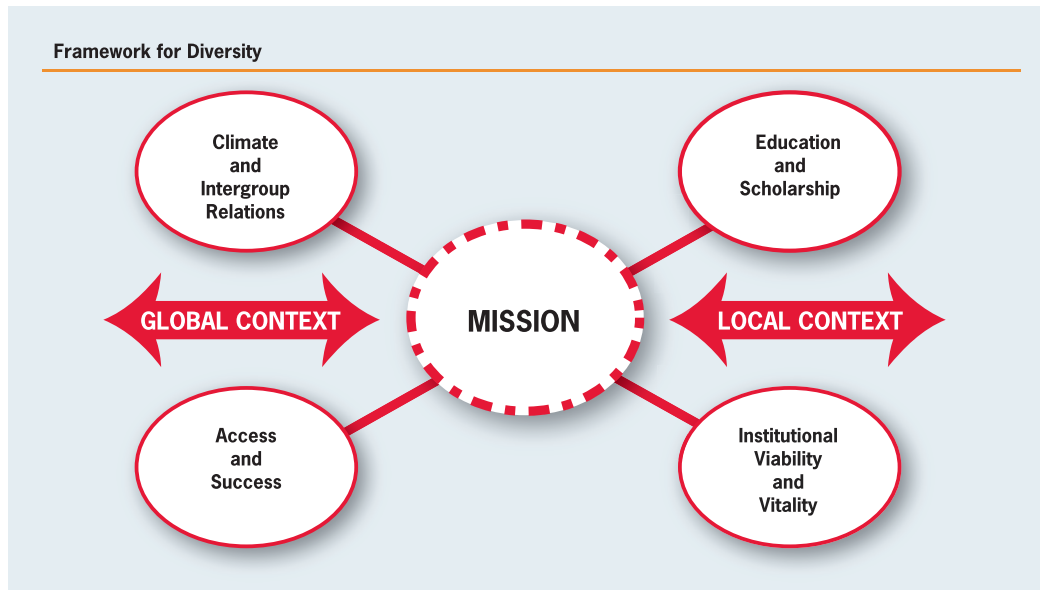 Framework for Diversity
Climate
and
Intergroup
Relations
Education
and
Scholarship
GLOBAL CONTEXT
MISSION
LOCAL CONTEXT
Access
and
Success
Institutional
Viability
and
Vitality